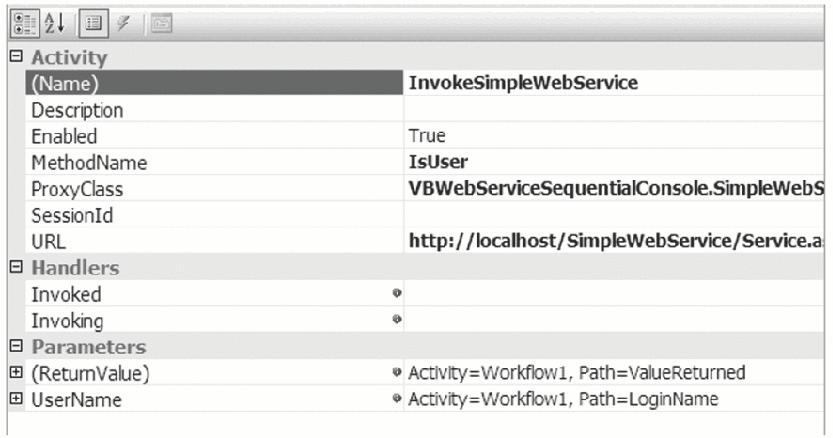 Activity
(Name) InvokeSimpleWebService
Description
Enabled True
MethodName IsUser
ProxyClass VBWebServiceSequentialConsole.SimpleWebS
SessionId
URL http://localhost/SimpleWebService/Service.a
Handlers
Invoked
Invoking
Parameters
(ReturnValue) Activity=Workflow1, Path=ValueReturned
UserName Activity=Workflow1, Path=LoginName